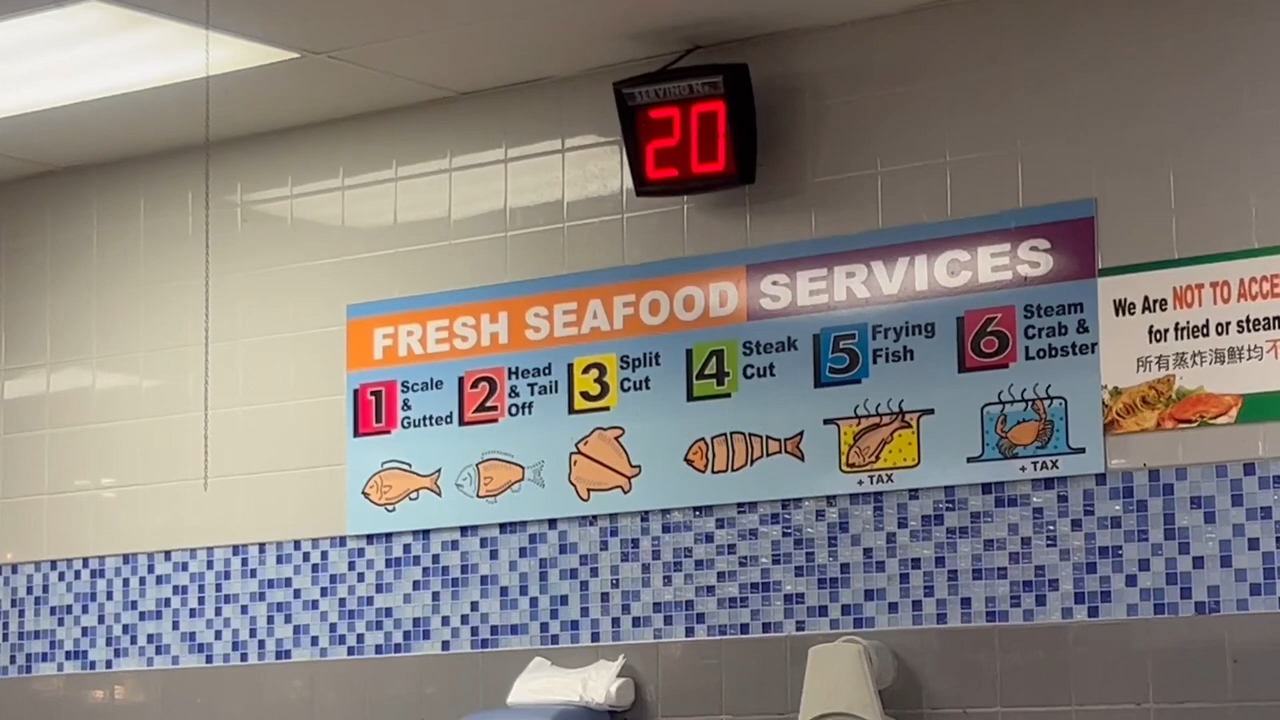 SERVING No.
20
FRESH SEAFOOD SERVICES
1 Scale
&
Gutted
2 Head
& Tail
Off
3 Split
Cut
4 Steak
Cut
5 Frying
Fish
+ TAX
6 Steam
Crab &
Lobster
+ TAX
We Are NOT TO ACCE
for fried or steam
所有蒸炸海鮮均不